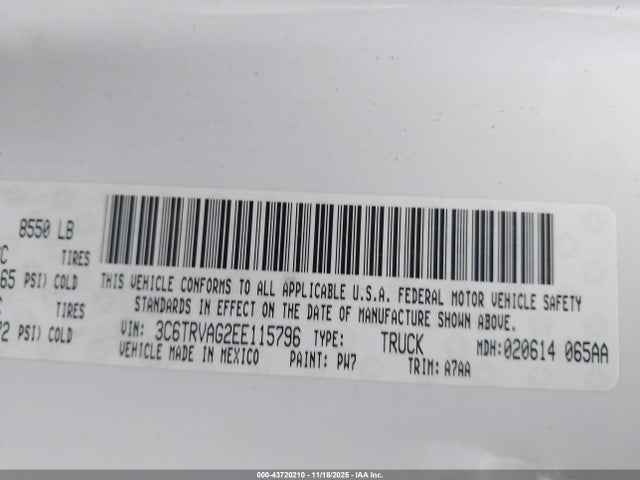 8550 LB
TIRES
65 PSI) COLD
TIRES
72 PSI) COLD
THIS VEHICLE CONFORMS TO ALL APPLICABLE U.S.A. FEDERAL MOTOR VEHICLE SAFETY
STANDARDS IN EFFECT ON THE DATE OF MANUFACTURE SHOWN ABOVE.
VIN: 3C6TRVAG2EE115796 TYPE: TRUCK MDH:020614 065AA
VEHICLE MADE IN MEXICO PAINT: PW7 TRIM: A7AA
000-43720210 - 11/18/2025 - IAA Inc.